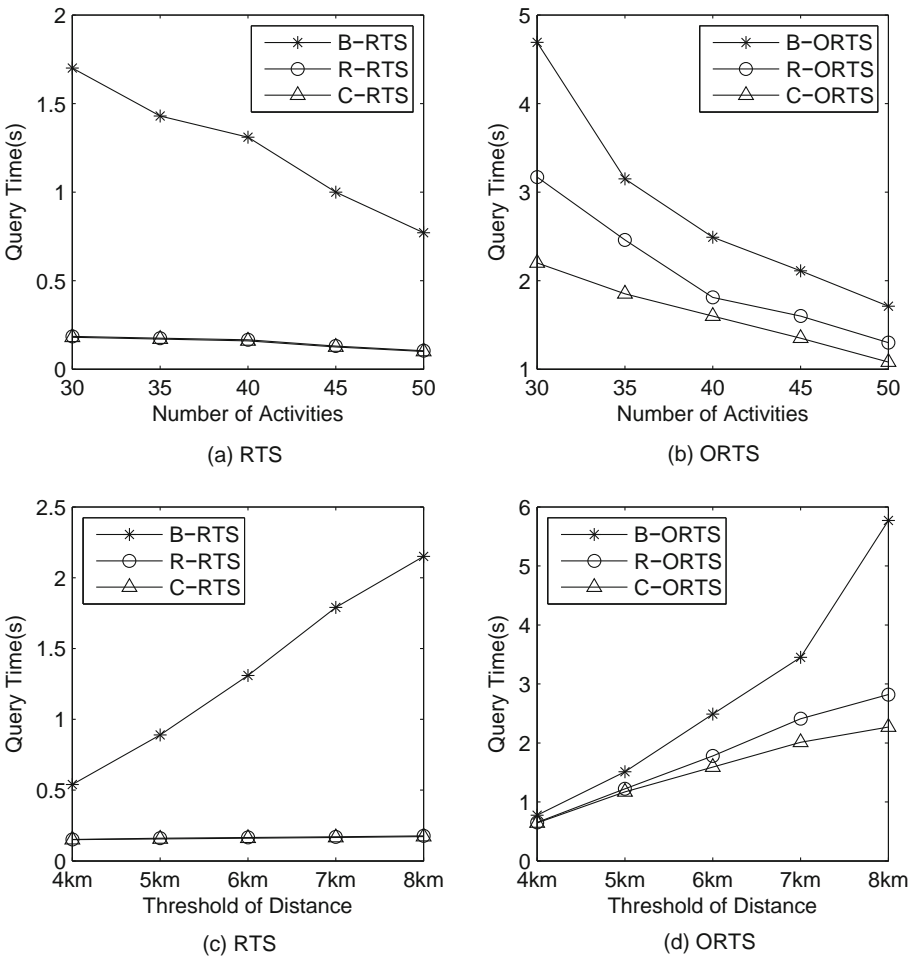 2
1.5
1
0.5
0
Query Time(s)
B−RTS
R−RTS
C−RTS
30 35 40 45 50
Number of Activities
(a) RTS
5
4
3
2
1
Query Time(s)
B−ORTS
R−ORTS
C−ORTS
30 35 40 45 50
Number of Activities
(b) ORTS
2.5
2
1.5
1
0.5
0
Query Time(s)
B−RTS
R−RTS
C−RTS
4km 5km 6km 7km 8km
Threshold of Distance
(c) RTS
6
5
4
3
2
1
0
Query Time(s)
B−ORTS
R−ORTS
C−ORTS
4km 5km 6km 7km 8km
Threshold of Distance
(d) ORTS